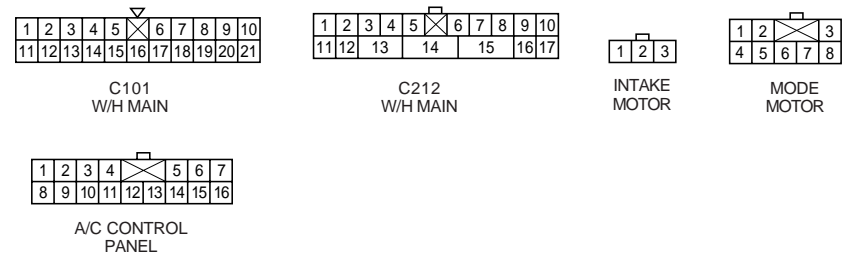 1 2 3 4 5 6 7 8 9 10
11 12 13 14 15 16 17 18 19 20 21
C101
W/H MAIN
1 2 3 4 5 6 7 8 9 10
11 12 13 14 15 16 17
C212
W/H MAIN
1 2 3
INTAKE
MOTOR
1 2 3
4 5 6 7 8
MODE
MOTOR
1 2 3 4 5 6 7
8 9 10 11 12 13 14 15 16
A/C CONTROL
PANEL